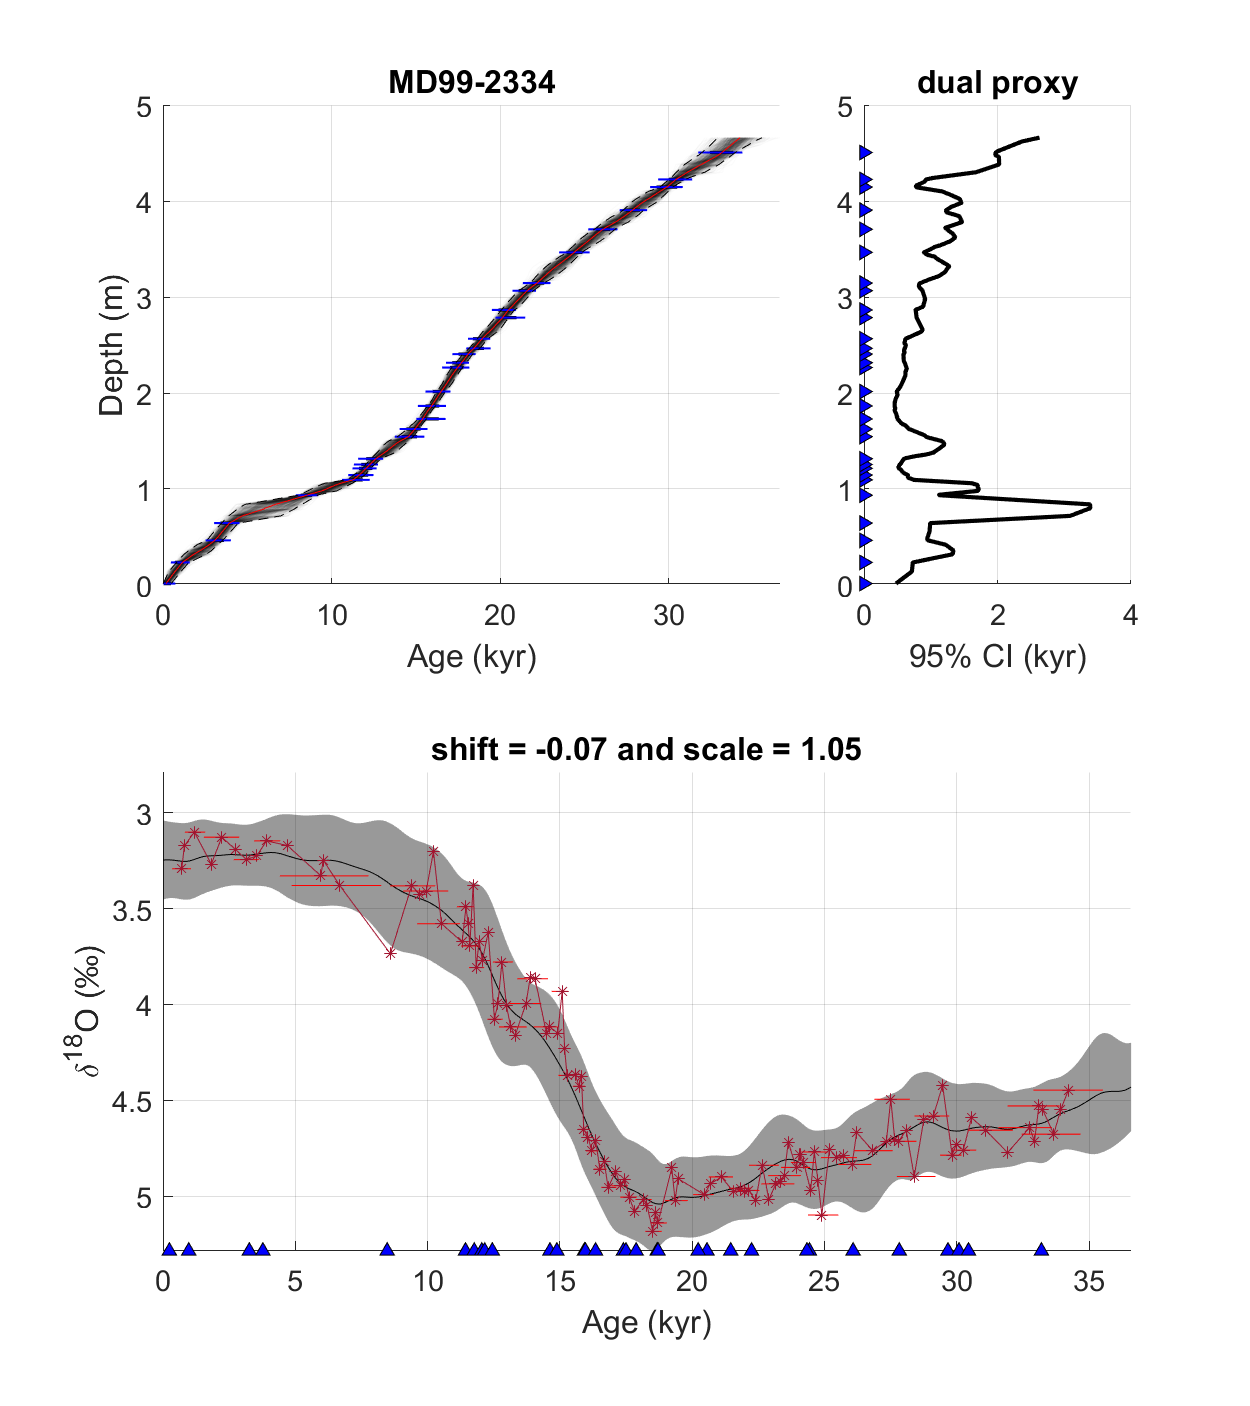 MD99-2334
5
4
3
2
1
0
0 10 20 30
Depth (m)
Age (kyr)
dual proxy
5
4
3
2
1
0
0 2 4
95% CI (kyr)
shift = -0.07 and scale = 1.05
3
3.5
4
4.5
5
δ¹⁸O (‰)
0 5 10 15 20 25 30 35
Age (kyr)